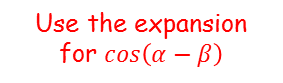 Use the expansion
for cos(α − β)